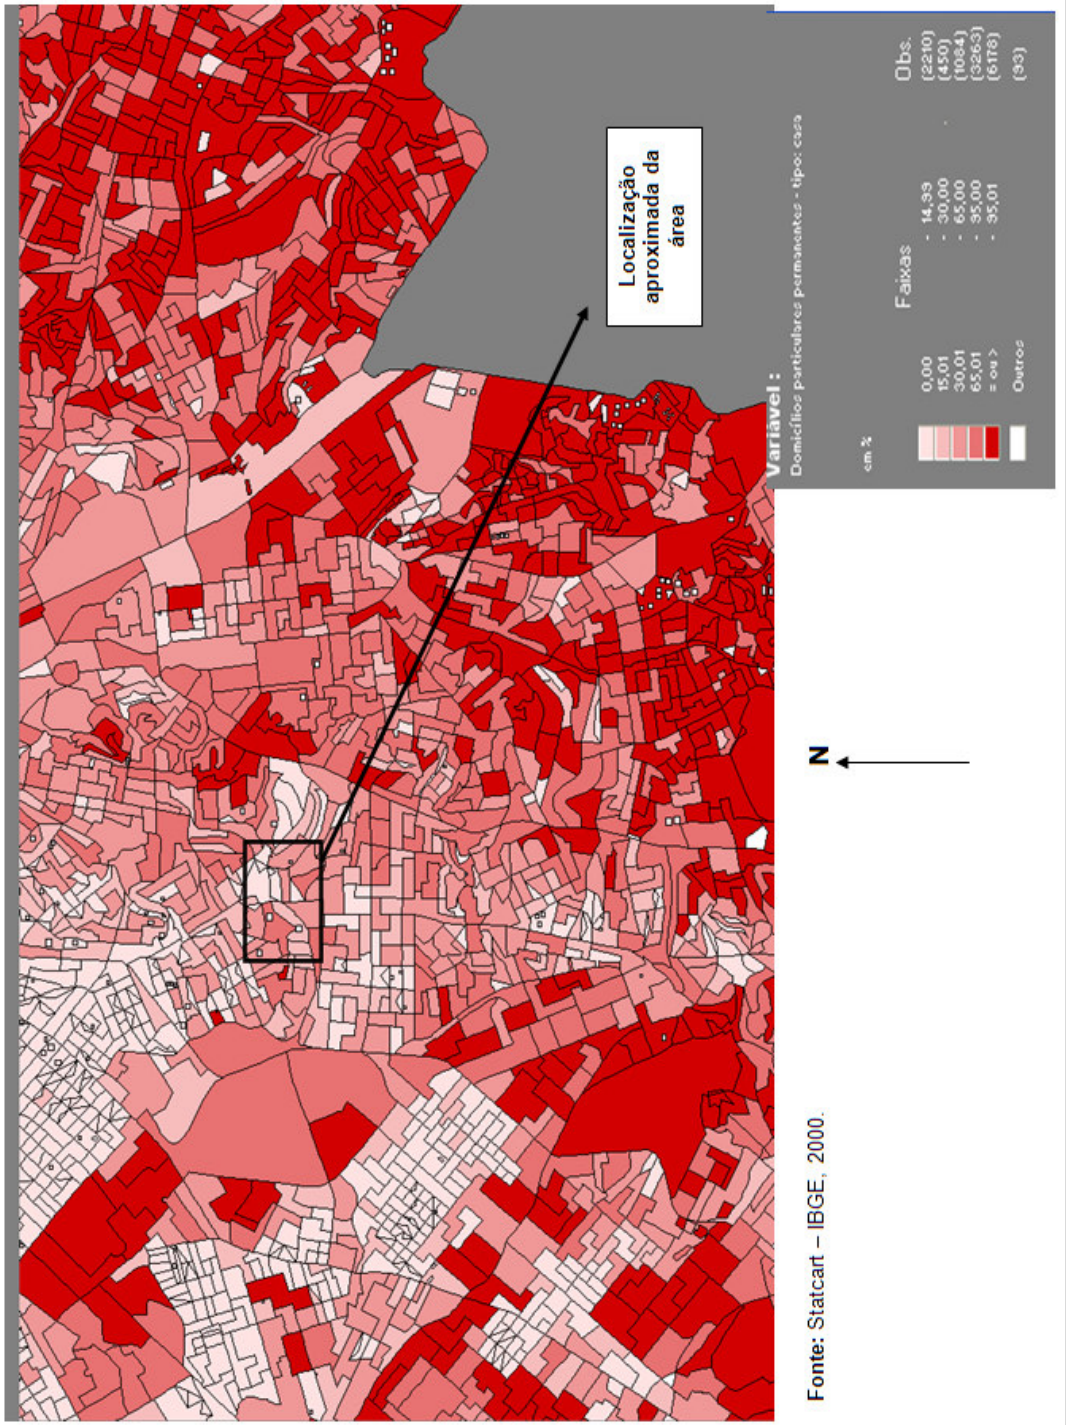 Localização
aproximada da
área
Variável :
Domicílios particulares permanentes - tipo: casa
em %
Faixas Obs.
0,00 - 14,99 (2210)
15,01 - 30,00 (450)
30,01 - 65,00 (1084)
65,01 - 95,00 (3263)
= ou > - 95,01 (6178)
Outros (93)
N
Fonte: Statcart – IBGE, 2000.